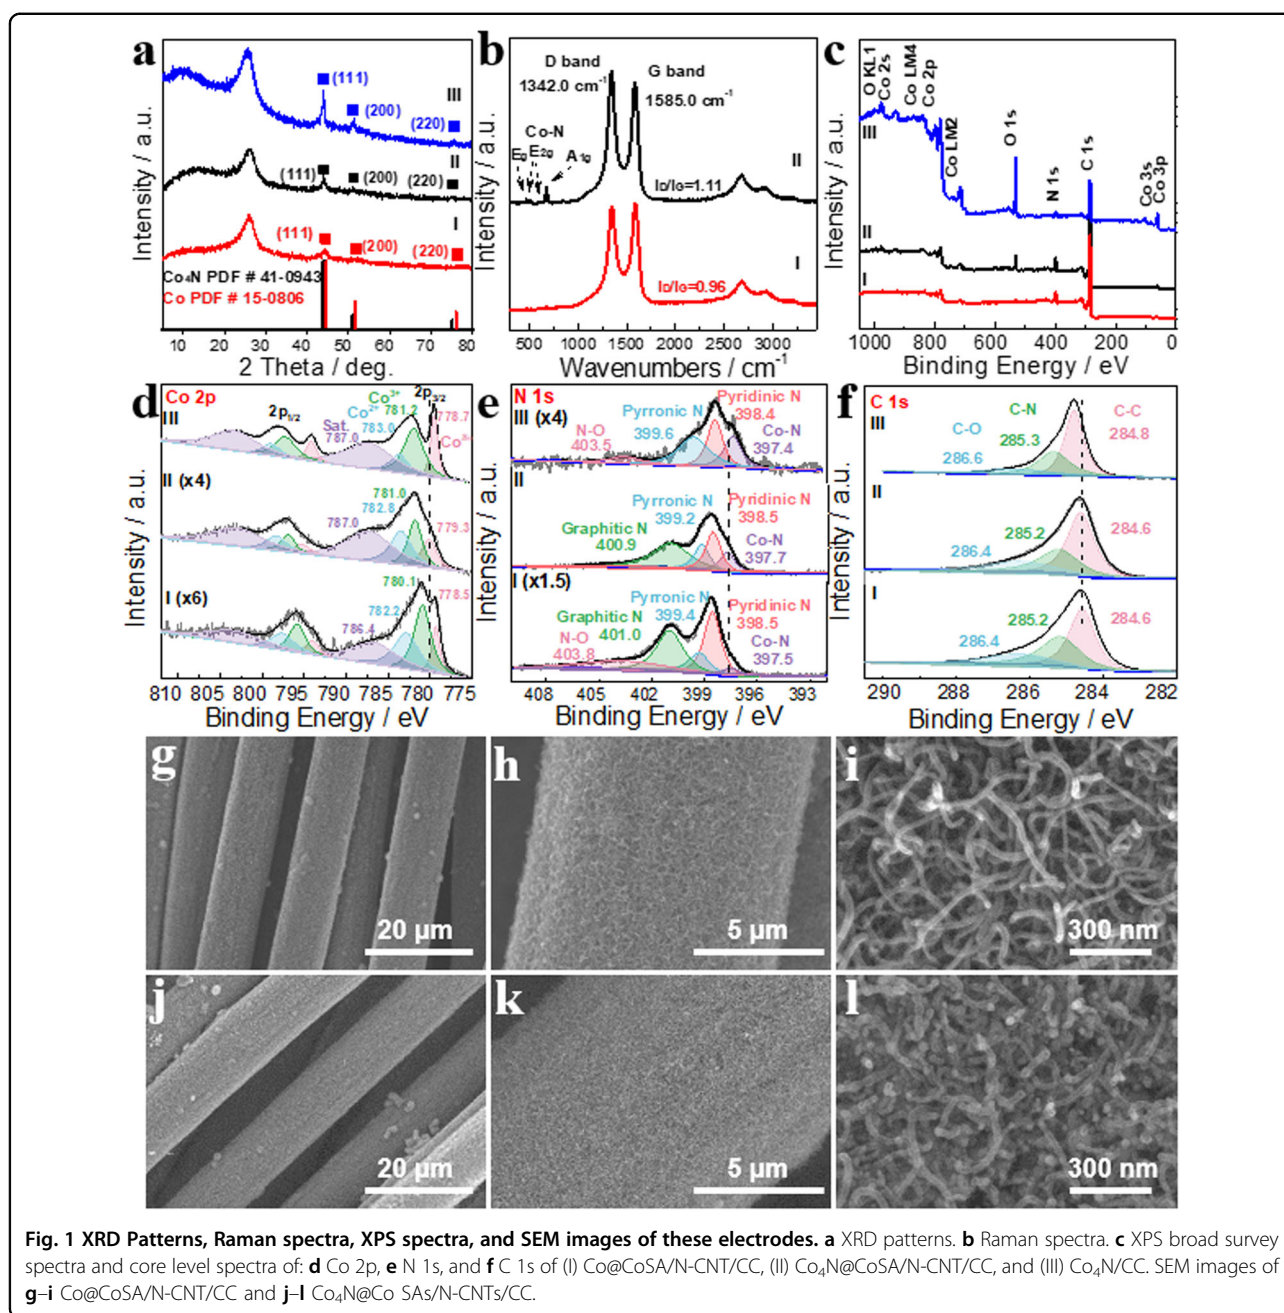 a
Intensity / a.u.
III
(111)
(200)
(220)
II
(111)
(200)
(220)
I
(111)
(200)
(220)
Co₄N PDF # 41-0943
Co PDF # 15-0806
10 20 30 40 50 60 70 80
2 Theta / deg.
b
Intensity / a.u.
D band
1342.0 cm⁻¹
G band
1585.0 cm⁻¹
Co-N
Eg E2g A1g
II
ID/IG=1.11
I
ID/IG=0.96
500 1000 1500 2000 2500 3000
Wavenumbers / cm⁻¹
c
Intensity / a.u.
O KL1
Co 2s
Co LM4
Co 2p
Co LM2
O 1s
N 1s
C 1s
Co 3s
Co 3p
III
II
I
1000 800 600 400 200 0
Binding Energy / eV
d
Intensity / a.u.
Co 2p
III
2p1/2
Sat.
787.0
Co²⁺
783.0
Co³⁺
781.2
2p3/2
778.7
II (x4)
787.0
782.8
781.0
779.3
I (x6)
786.4
782.2
780.1
778.5
810 805 800 795 790 785 780 775
Binding Energy / eV
e
Intensity / a.u.
N 1s
III (x4)
N-O
403.5
Pyrronic N
399.6
Pyridinic N
398.4
Co-N
397.4
II
Graphitic N
400.9
Pyrronic N
399.2
Pyridinic N
398.5
Co-N
397.7
I (x1.5)
N-O
403.8
Graphitic N
401.0
Pyrronic N
399.4
Pyridinic N
398.5
Co-N
397.5
408 405 402 399 396 393
Binding Energy / eV
f
Intensity / a.u.
C 1s
III
C-O
286.6
C-N
285.3
C-C
284.8
II
286.4
285.2
284.6
I
286.4
285.2
284.6
290 288 286 284 282
Binding Energy / eV
g
20 μm
h
5 μm
i
300 nm
j
20 μm
k
5 μm
l
300 nm
Fig. 1 XRD Patterns, Raman spectra, XPS spectra, and SEM images of these electrodes. a XRD patterns. b Raman spectra. c XPS broad survey
spectra and core level spectra of: d Co 2p, e N 1s, and f C 1s of (I) Co@CoSA/N-CNT/CC, (II) Co₄N@CoSA/N-CNT/CC, and (III) Co₄N/CC. SEM images of
g–i Co@CoSA/N-CNT/CC and j–l Co₄N@Co SAs/N-CNTs/CC.